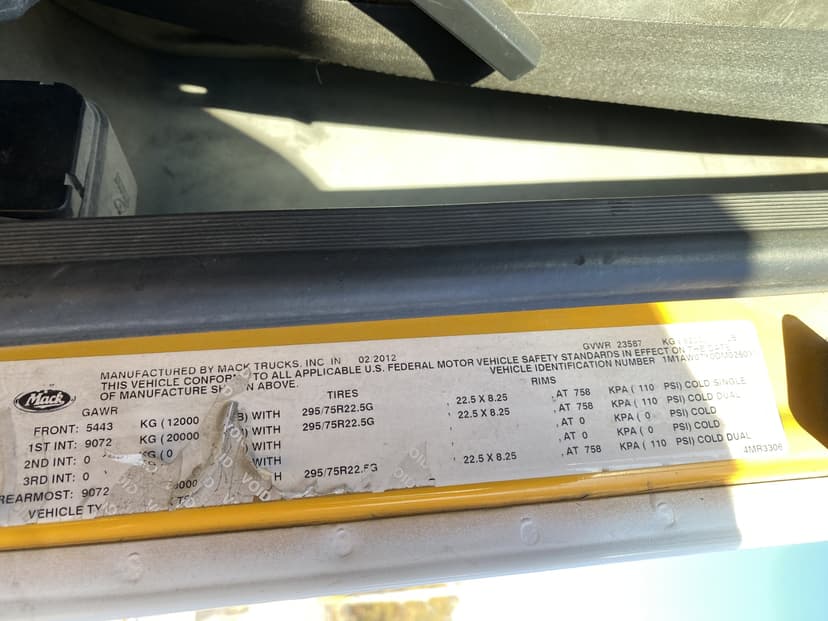 Mack
MANUFACTURED BY MACK TRUCKS, INC IN 02.2012 GVWR 23587 KG (
THIS VEHICLE CONFORM TO ALL APPLICABLE U.S. FEDERAL MOTOR VEHICLE SAFETY STANDARDS IN EFFECT ON THE DATE
OF MANUFACTURE SH N ABOVE. VEHICLE IDENTIFICATION NUMBER
GAWR TIRES RIMS
FRONT: 5443 KG (12000 B) WITH 295/75R22.5G , 22.5 X 8.25 , AT 758 KPA ( 110 PSI) COLD SINGLE
1ST INT: 9072 KG (20000 ) WITH 295/75R22.5G , 22.5 X 8.25 , AT 758 KPA ( 110 PSI) COLD DUAL
2ND INT: 0 KG ( 0 WITH , , AT 0 KPA ( 0 PSI) COLD
3RD INT: 0 WITH , , AT 0 KPA ( 0 PSI) COLD
REARMOST: 9072 0000 WITH 295/75R22.5G , 22.5 X 8.25 , AT 758 KPA ( 110 PSI) COLD DUAL
VEHICLE TY 4MR3306
VOID